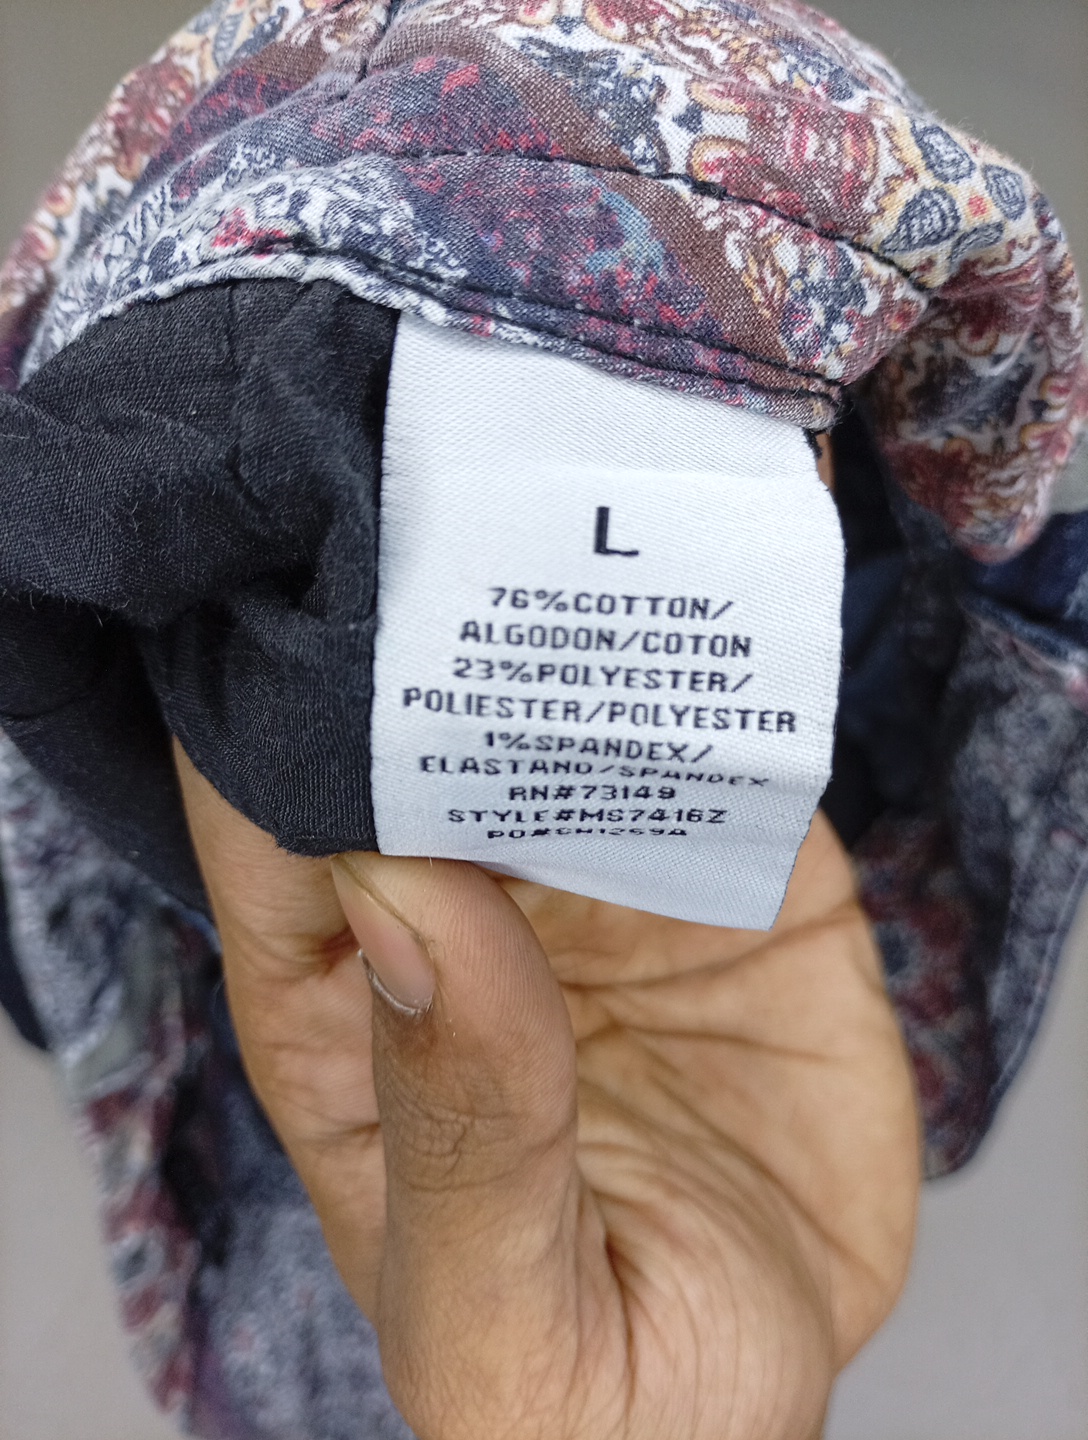 L
76%COTTON/
ALGODON/COTON
23%POLYESTER/
POLIESTER/POLYESTER
1%SPANDEX/
ELASTANO/SPANDEX
RN#73149
STYLE#MS7416Z